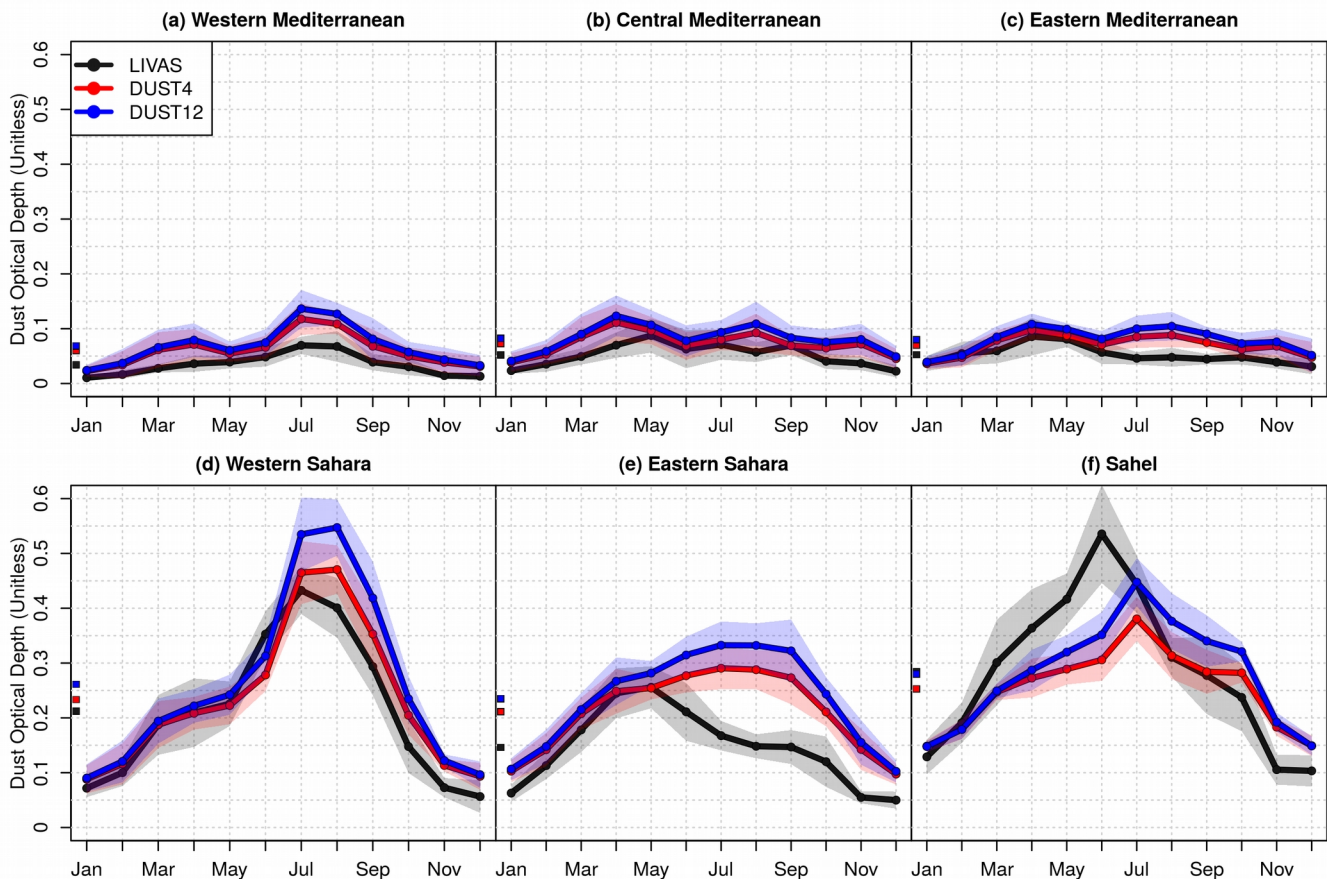 (a) Western Mediterranean
(b) Central Mediterranean
(c) Eastern Mediterranean
Dust Optical Depth (Unitless)
0.6
0.5
0.4
0.3
0.2
0.1
0
LIVAS
DUST4
DUST12
Jan Mar May Jul Sep Nov
Jan Mar May Jul Sep Nov
Jan Mar May Jul Sep Nov
(d) Western Sahara
(e) Eastern Sahara
(f) Sahel
Dust Optical Depth (Unitless)
0.6
0.5
0.4
0.3
0.2
0.1
0
Jan Mar May Jul Sep Nov
Jan Mar May Jul Sep Nov
Jan Mar May Jul Sep Nov